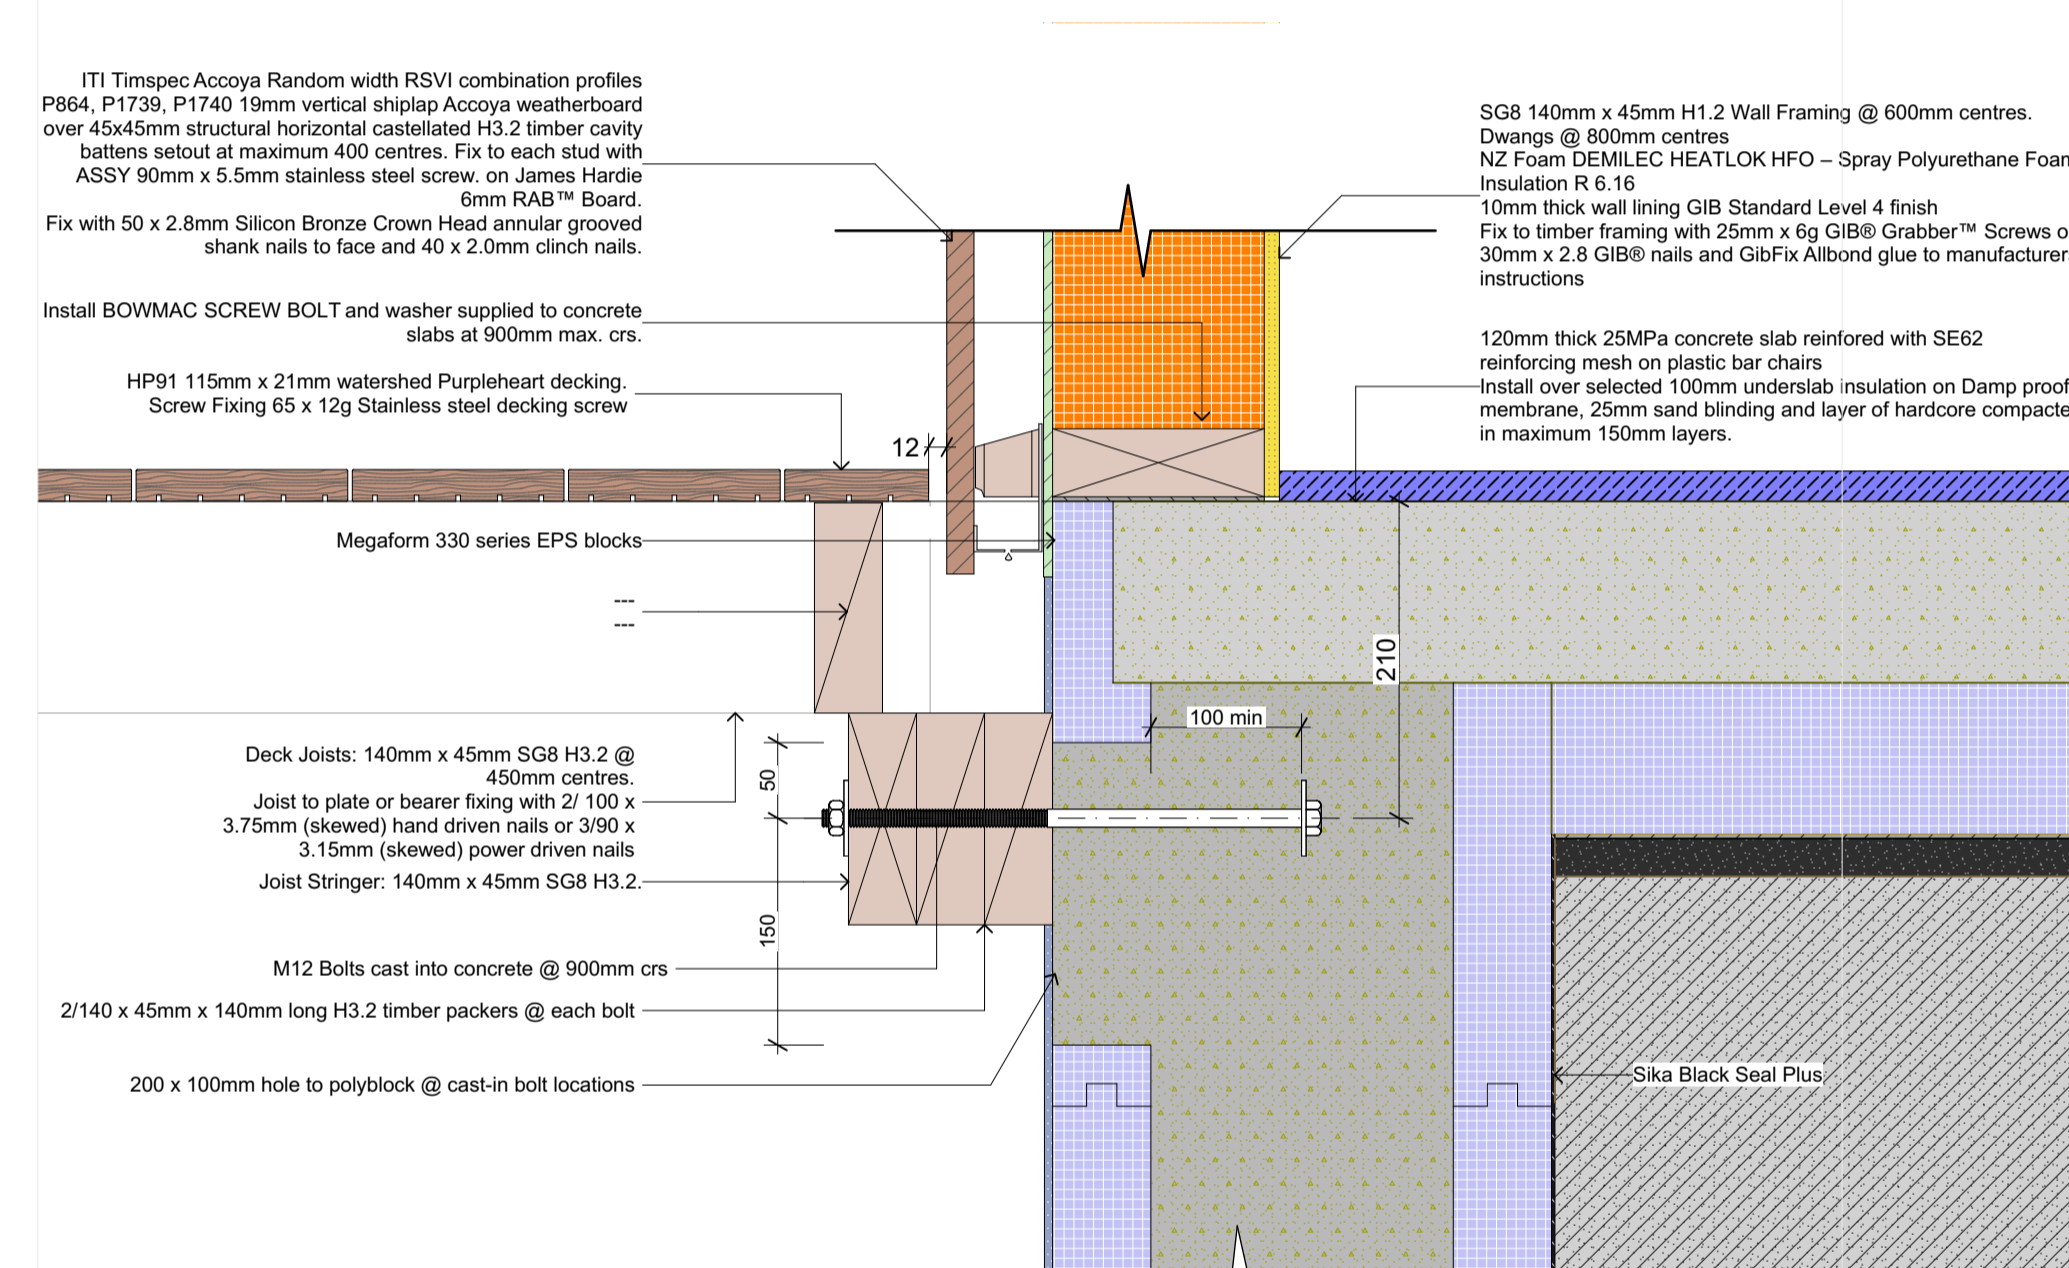 ITI Timspec Accoya Random width RSVI combination profiles
P864, P1739, P1740 19mm vertical shiplap Accoya weatherboard
over 45x45mm structural horizontal castellated H3.2 timber cavity
battens setout at maximum 400 centres. Fix to each stud with
ASSY 90mm x 5.5mm stainless steel screw. on James Hardie
6mm RAB™ Board.
Fix with 50 x 2.8mm Silicon Bronze Crown Head annular grooved
shank nails to face and 40 x 2.0mm clinch nails.
Install BOWMAC SCREW BOLT and washer supplied to concrete
slabs at 900mm max. crs.
HP91 115mm x 21mm watershed Purpleheart decking.
Screw Fixing 65 x 12g Stainless steel decking screw
12
Megaform 330 series EPS blocks
---
---
Deck Joists: 140mm x 45mm SG8 H3.2 @
450mm centres.
Joist to plate or bearer fixing with 2/ 100 x
3.75mm (skewed) hand driven nails or 3/90 x
3.15mm (skewed) power driven nails
Joist Stringer: 140mm x 45mm SG8 H3.2.
M12 Bolts cast into concrete @ 900mm crs
2/140 x 45mm x 140mm long H3.2 timber packers @ each bolt
200 x 100mm hole to polyblock @ cast-in bolt locations
50
150
100 min
210
SG8 140mm x 45mm H1.2 Wall Framing @ 600mm centres.
Dwangs @ 800mm centres
NZ Foam DEMILEC HEATLOK HFO – Spray Polyurethane Foam
Insulation R 6.16
10mm thick wall lining GIB Standard Level 4 finish
Fix to timber framing with 25mm x 6g GIB® Grabber™ Screws o
30mm x 2.8 GIB® nails and GibFix Allbond glue to manufacturer
instructions
120mm thick 25MPa concrete slab reinfored with SE62
reinforcing mesh on plastic bar chairs
Install over selected 100mm underslab insulation on Damp proof
membrane, 25mm sand blinding and layer of hardcore compacte
in maximum 150mm layers.
Sika Black Seal Plus